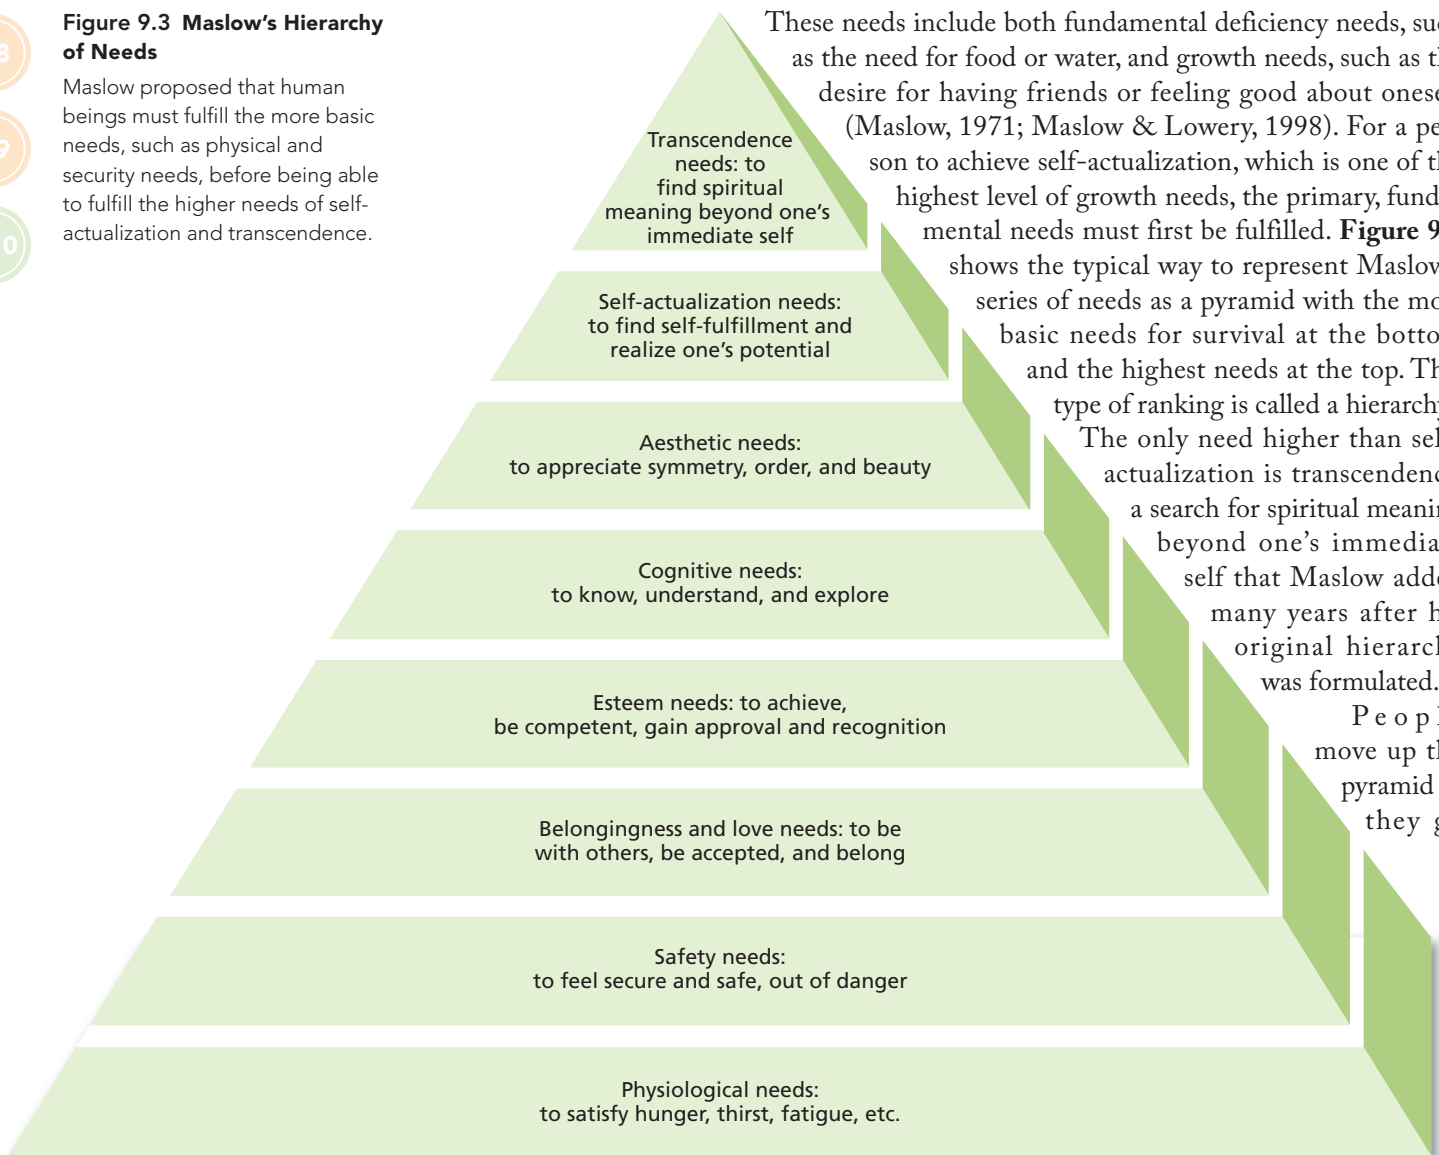 8
9
0
Figure 9.3 Maslow’s Hierarchy
of Needs
Maslow proposed that human
beings must fulfill the more basic
needs, such as physical and
security needs, before being able
to fulfill the higher needs of self-
actualization and transcendence.
These needs include both fundamental deficiency needs,
as the need for food or water, and growth needs, such as
desire for having friends or feeling good about
(Maslow, 1971; Maslow & Lowery, 1998). For a
son to achieve self-actualization, which is one of
highest level of growth needs, the primary,
mental needs must first be fulfilled. Figure
shows the typical way to represent
series of needs as a pyramid with the
basic needs for survival at the
and the highest needs at the top.
type of ranking is called a
The only need higher than
actualization is
a search for spiritual
beyond one’s
self that Maslow
many years after
original
was formulated.
move up
pyramid
they
Transcendence
needs: to
find spiritual
meaning beyond one’s
immediate self
Self-actualization needs:
to find self-fulfillment and
realize one’s potential
Aesthetic needs:
to appreciate symmetry, order, and beauty
Cognitive needs:
to know, understand, and explore
Esteem needs: to achieve,
be competent, gain approval and recognition
Belongingness and love needs: to be
with others, be accepted, and belong
Safety needs:
to feel secure and safe, out of danger
Physiological needs:
to satisfy hunger, thirst, fatigue, etc.